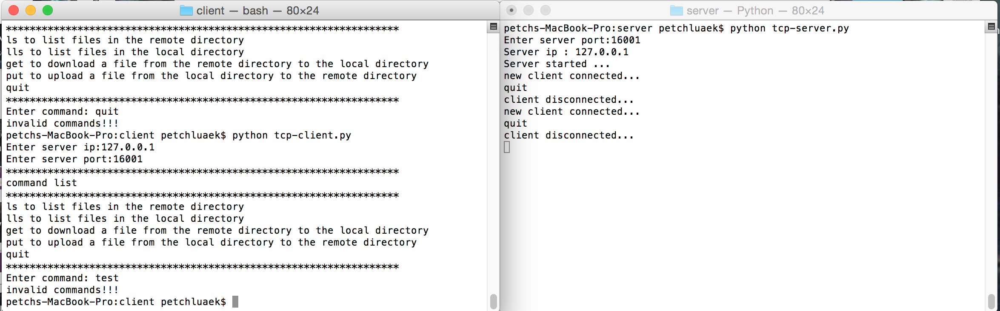 client — bash — 80×24
******************************************************************
ls to list files in the remote directory
lls to list files in the local directory
get to download a file from the remote directory to the local directory
put to upload a file from the local directory to the remote directory
quit
******************************************************************
Enter command: quit
invalid commands!!!
petchs-MacBook-Pro:client petchluaek$ python tcp-client.py
Enter server ip:127.0.0.1
Enter server port:16001
******************************************************************
command list
******************************************************************
ls to list files in the remote directory
lls to list files in the local directory
get to download a file from the remote directory to the local directory
put to upload a file from the local directory to the remote directory
quit
******************************************************************
Enter command: test
invalid commands!!!
petchs-MacBook-Pro:client petchluaek$
server — Python — 80×24
petchs-MacBook-Pro:server petchluaek$ python tcp-server.py
Enter server port:16001
Server ip : 127.0.0.1
Server started ...
new client connected...
quit
client disconnected...
new client connected...
quit
client disconnected...